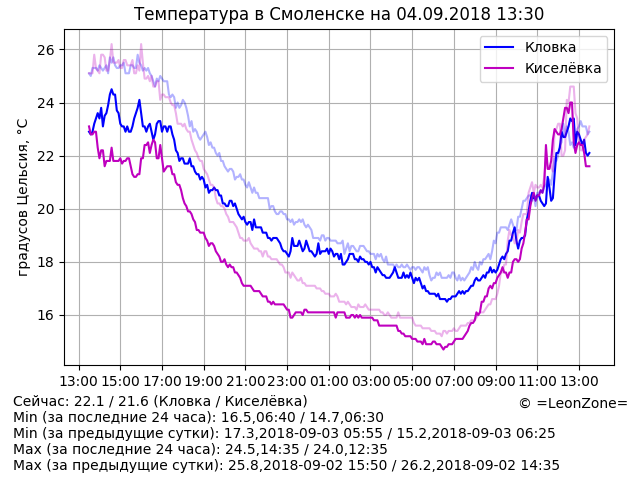 Температура в Смоленске на 04.09.2018 13:30
градусов Цельсия, °C
26
24
22
20
18
16
Кловка
Киселёвка
13:00 15:00 17:00 19:00 21:00 23:00 01:00 03:00 05:00 07:00 09:00 11:00 13:00
Сейчас: 22.1 / 21.6 (Кловка / Киселёвка)
© =LeonZone=
Min (за последние 24 часа): 16.5,06:40 / 14.7,06:30
Min (за предыдущие сутки): 17.3,2018-09-03 05:55 / 15.2,2018-09-03 06:25
Max (за последние 24 часа): 24.5,14:35 / 24.0,12:35
Max (за предыдущие сутки): 25.8,2018-09-02 15:50 / 26.2,2018-09-02 14:35